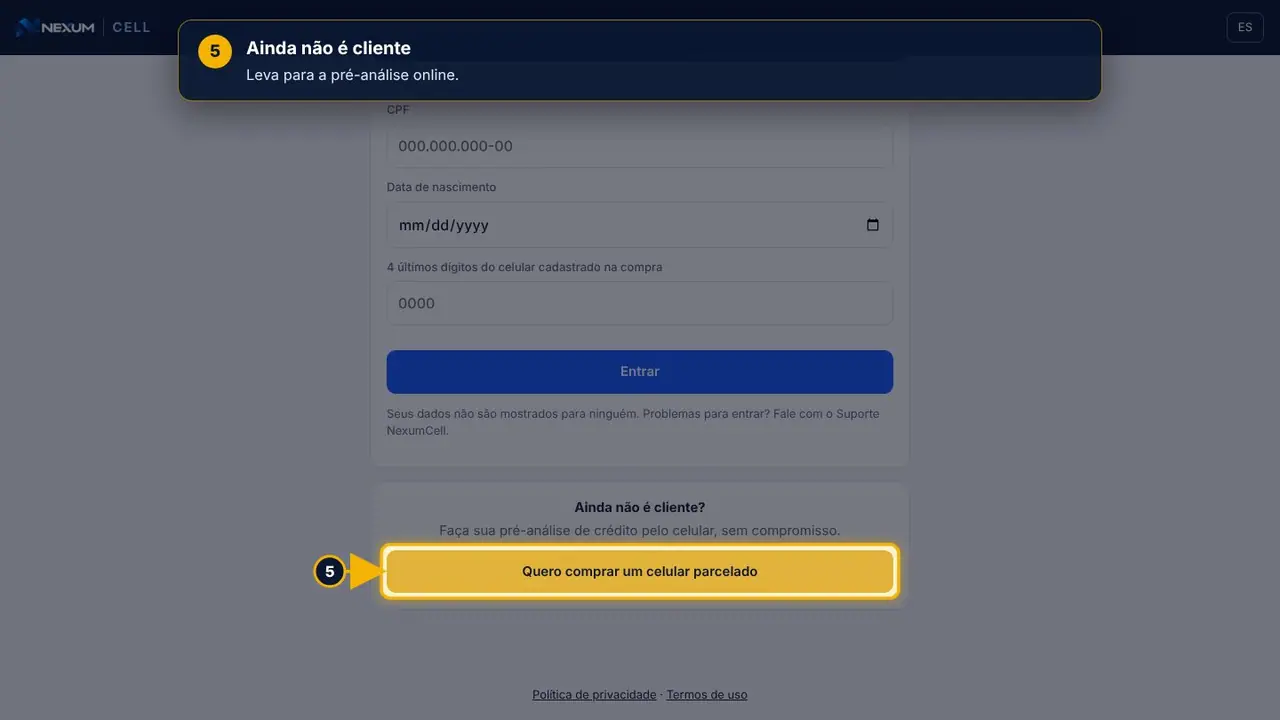 NEXUM CELL
ES
5
Ainda não é cliente
Leva para a pré-análise online.
CPF
000.000.000-00
Data de nascimento
mm/dd/yyyy
4 últimos dígitos do celular cadastrado na compra
0000
Entrar
Seus dados não são mostrados para ninguém. Problemas para entrar? Fale com o Suporte
NexumCell.
Ainda não é cliente?
Faça sua pré-análise de crédito pelo celular, sem compromisso.
5
Quero comprar um celular parcelado
Política de privacidade · Termos de uso